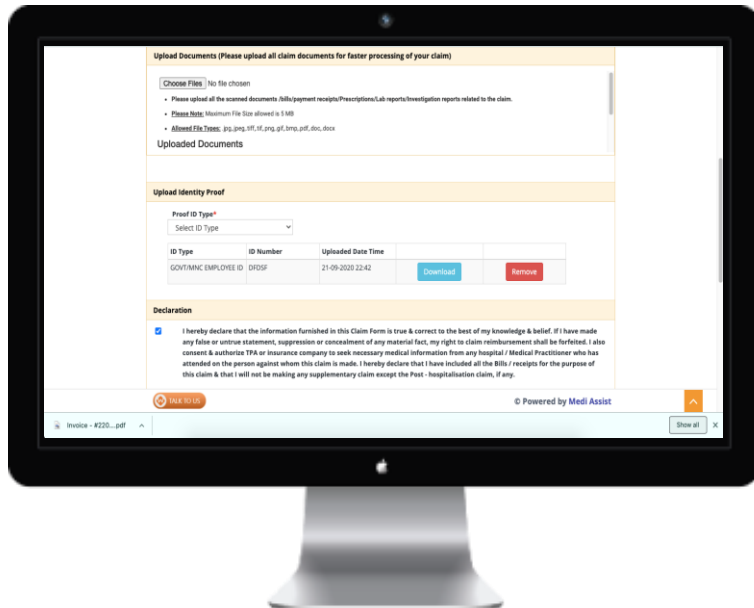 Upload Documents (Please upload all claim documents for faster processing of your claim)
Choose Files No file chosen
Please upload all the scanned documents /bills/payment receipts/Prescriptions/Lab reports/Investigation reports related to the claim.
Please Note: Maximum File Size allowed is 5 MB
Allowed File Types: .jpg,.jpeg,.tiff,.tif,.png,.gif,.bmp,.pdf,.doc,.docx
Uploaded Documents
Upload Identity Proof
Proof ID Type*
Select ID Type
ID Type ID Number Uploaded Date Time
GOVT/MNC EMPLOYEE ID DFDSF 21-09-2020 22:42 Download Remove
Declaration
I hereby declare that the information furnished in this Claim Form is true & correct to the best of my knowledge & belief. If I have made
any false or untrue statement, suppression or concealment of any material fact, my right to claim reimbursement shall be forfeited. I also
consent & authorize TPA or insurance company to seek necessary medical information from any hospital / Medical Practitioner who has
attended on the person against whom this claim is made. I hereby declare that I have included all the Bills / receipts for the purpose of
this claim & that I will not be making any supplementary claim except the Post - hospitalisation claim, if any.
TALK TO US © Powered by Medi Assist
Invoice - #220....pdf Show all